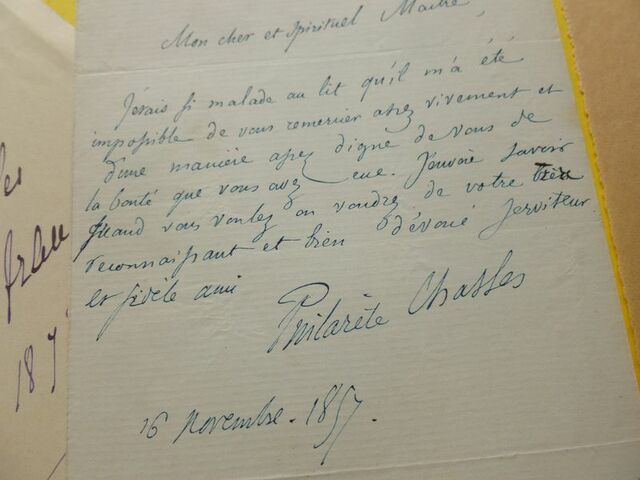 Mon cher et spirituel Maître,
J'étais si malade au lit qu'il m'a été
impossible de vous remercier assez vivement et
d'une manière assez digne de vous de
la bonté que vous avez eue. J'envoie savoir
quand vous voulez ou voudrez de votre très
reconnaissant et bien dévoué serviteur
et fidèle ami
Philarète Chasles
16 novembre. 1857.
187